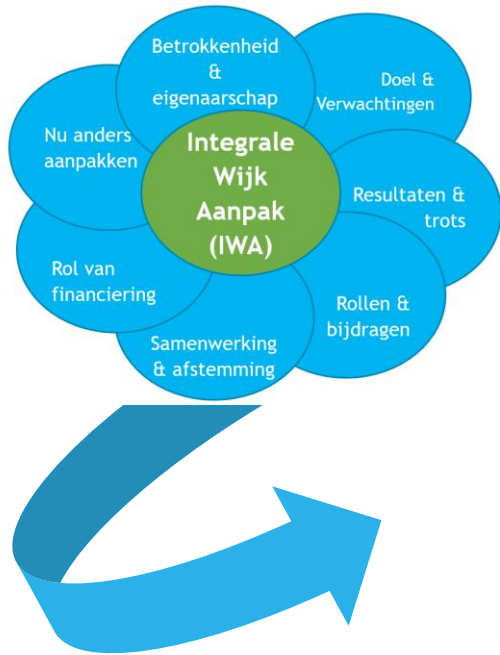 Betrokkenheid
&
eigenaarschap
Doel &
Verwachtingen
Nu anders
aanpakken
Integrale
Wijk
Aanpak
(IWA)
Resultaten &
trots
Rol van
financiering
Rollen &
bijdragen
Samenwerking
& afstemming